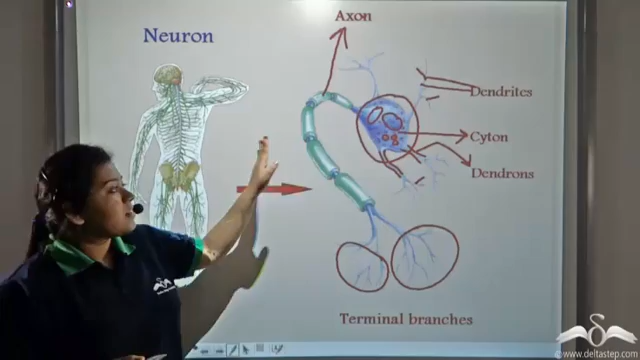 Axon
Neuron
Dendrites
Cyton
Dendrons
Terminal branches
© www.deltastep.com